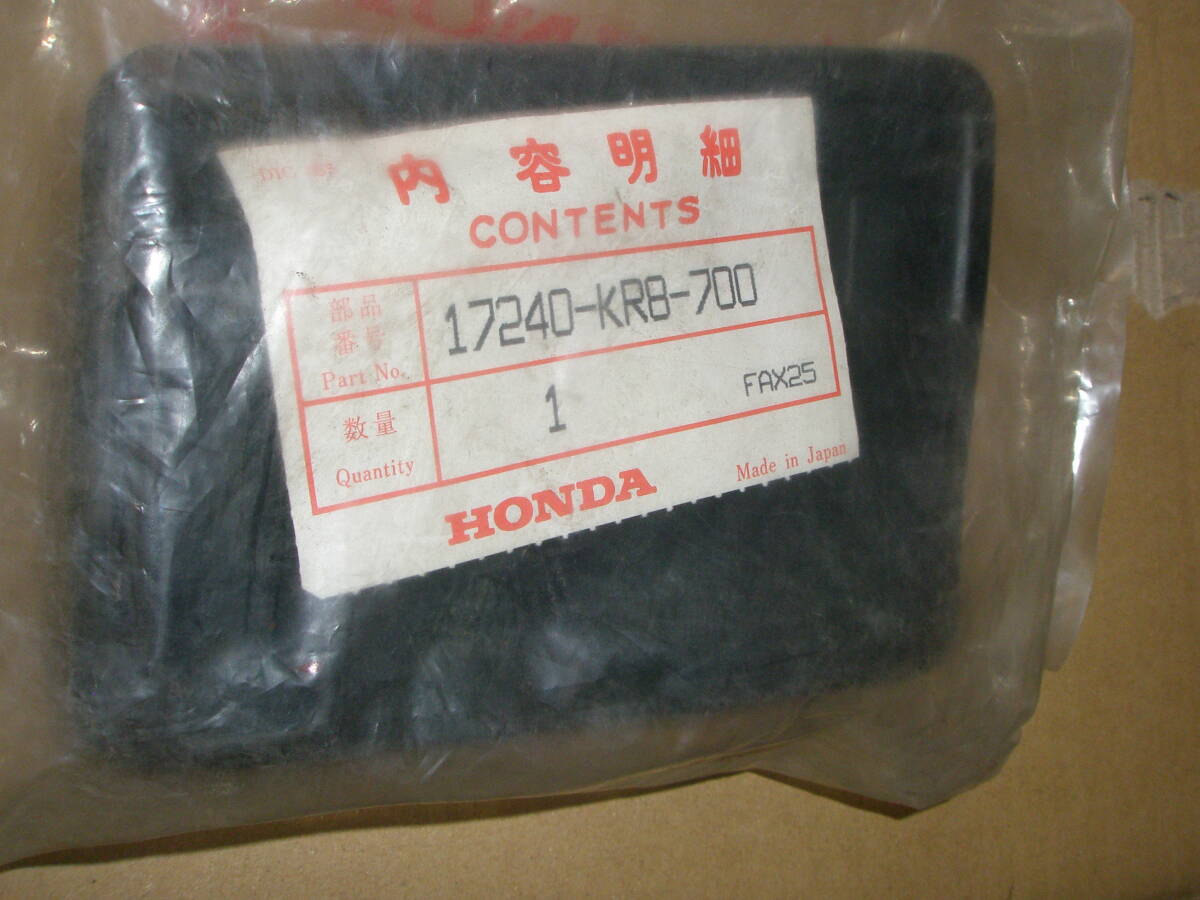 内容明細
CONTENTS
部品
番号
Part No.
17240-KR8-700
数量
Quantity
1
FAX25
HONDA
Made in Japan